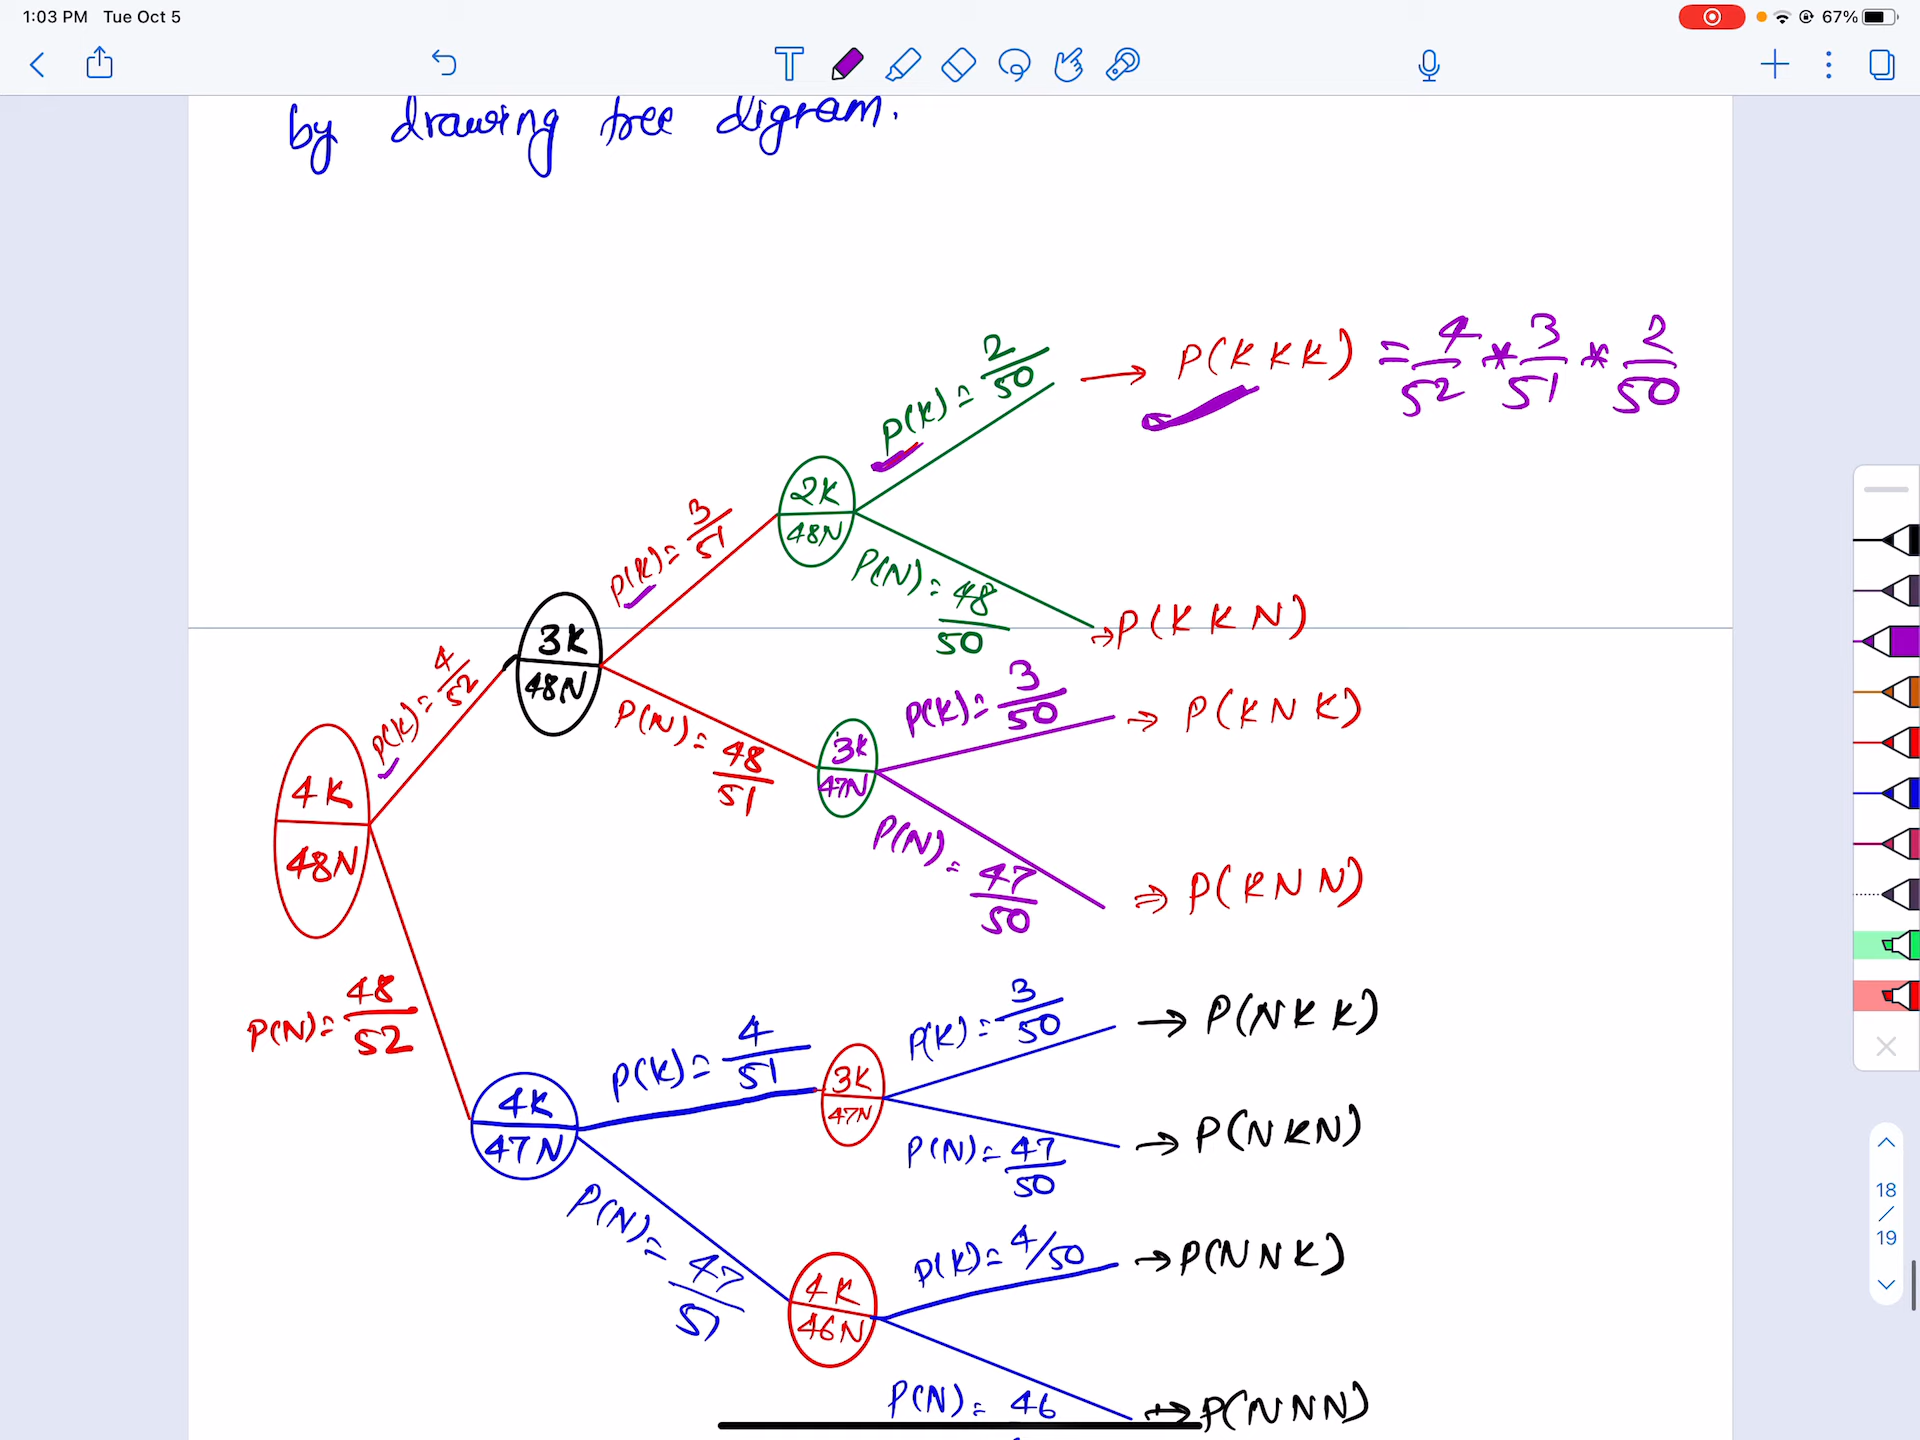 1:03 PM Tue Oct 5
67%
by drawing tree digram.
P(K) = 2/50
→ P(KKK) = 4/52 * 3/51 * 2/50
2K
48N
P(K) = 3/51
P(N) = 48/50
→ P(KKN)
3K
48N
P(K) = 4/52
P(N) = 48/51
P(K) = 3/50
→ P(KNK)
3K
47N
4K
48N
P(N) = 47/50
⇒ P(KNN)
P(N) = 48/52
P(K) = 3/50
→ P(NKK)
P(K) = 4/51
3K
47N
4K
47N
P(N) = 47/50
→ P(NKN)
P(N) = 47/51
P(K) = 4/50
→ P(NNK)
4K
46N
P(N) = 46
→ P(NNN)
T
18
/
19